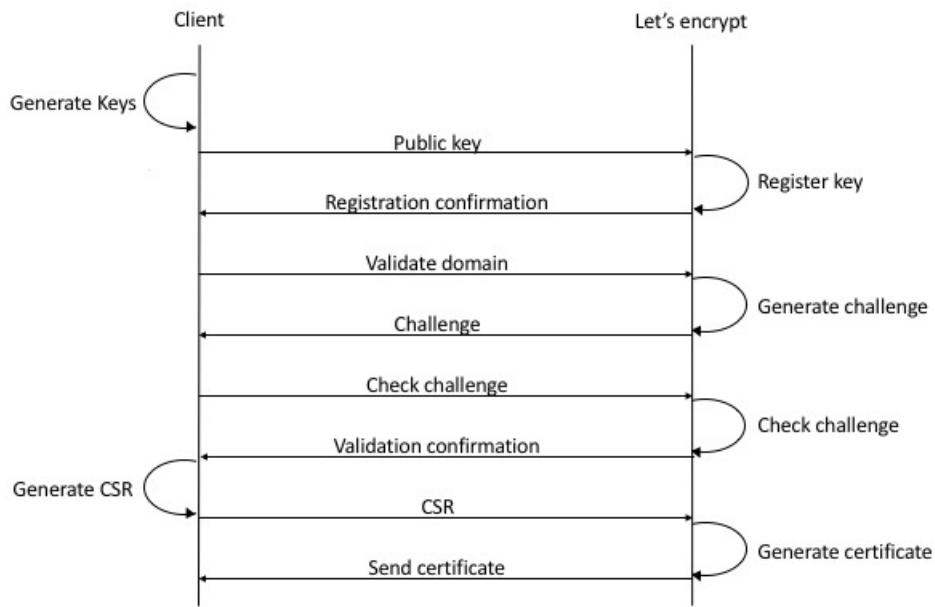 Client
Let's encrypt
Generate Keys
Public key
Register key
Registration confirmation
Validate domain
Generate challenge
Challenge
Check challenge
Check challenge
Validation confirmation
Generate CSR
CSR
Generate certificate
Send certificate